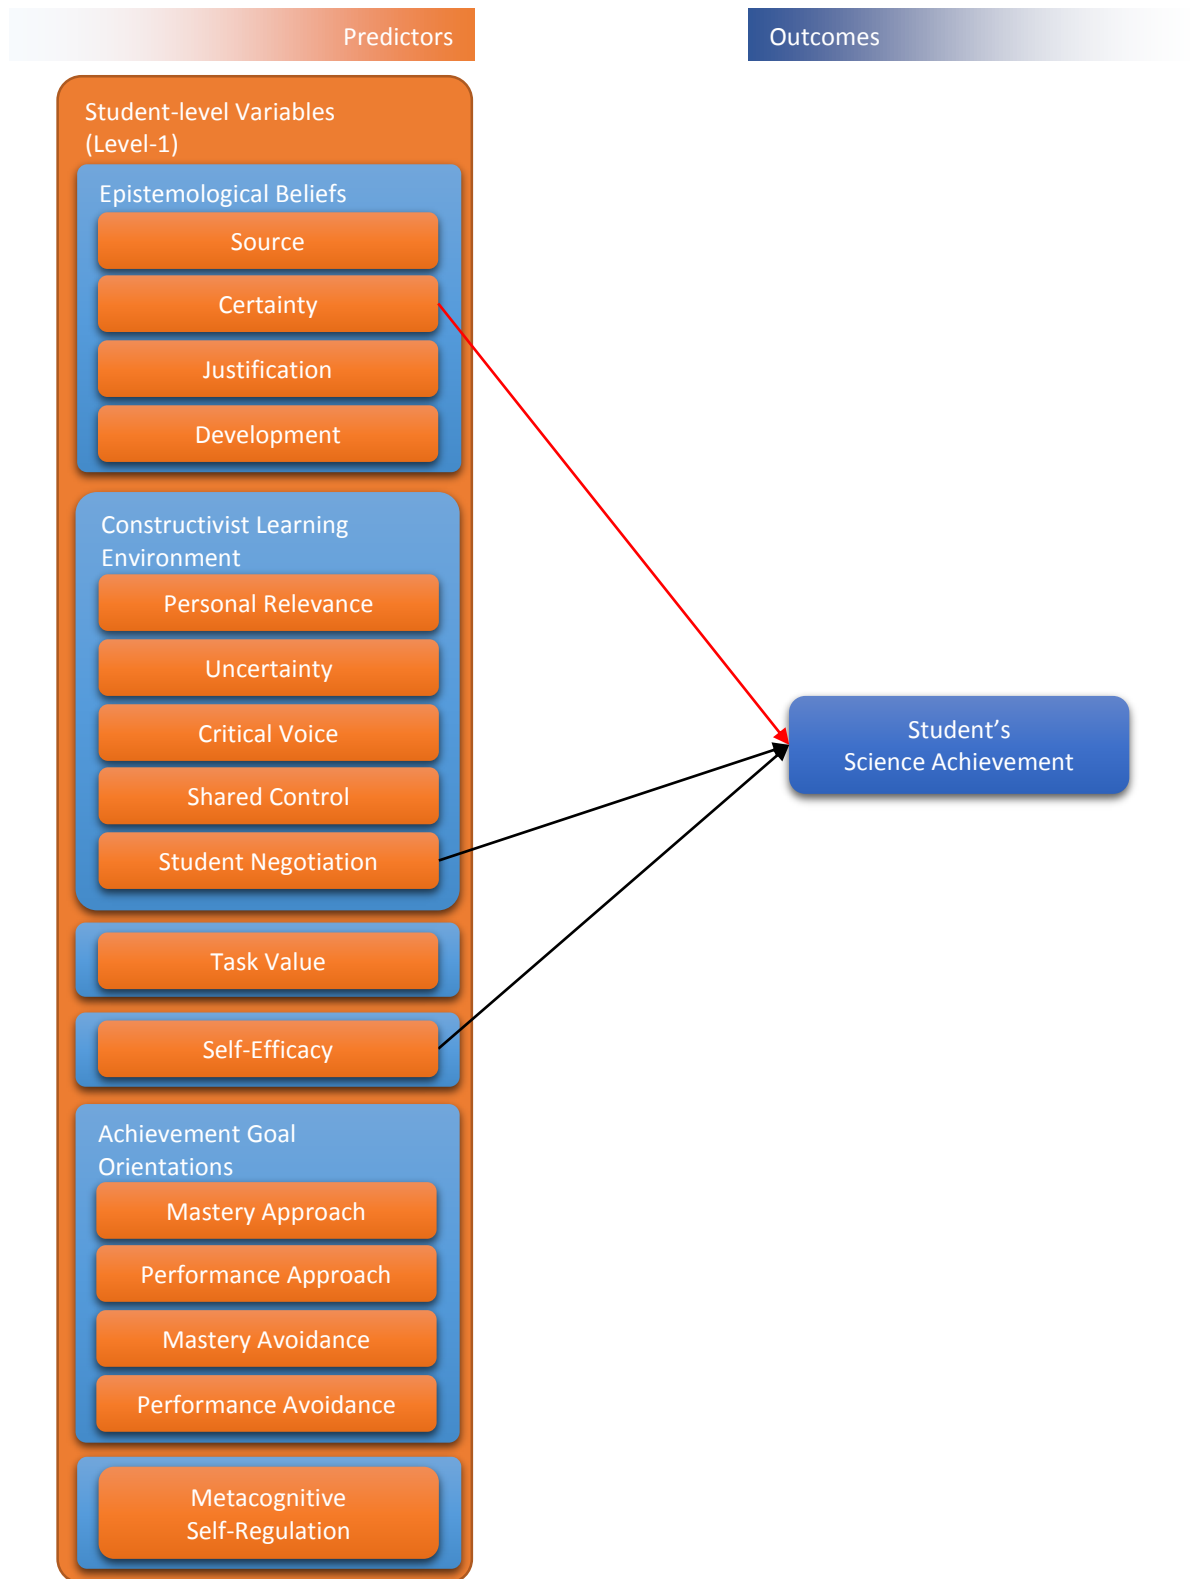 Predictors
Outcomes
Student-level Variables
(Level-1)
Epistemological Beliefs
Source
Certainty
Justification
Development
Constructivist Learning
Environment
Personal Relevance
Uncertainty
Critical Voice
Shared Control
Student Negotiation
Task Value
Self-Efficacy
Achievement Goal
Orientations
Mastery Approach
Performance Approach
Mastery Avoidance
Performance Avoidance
Metacognitive
Self-Regulation
Student’s
Science Achievement